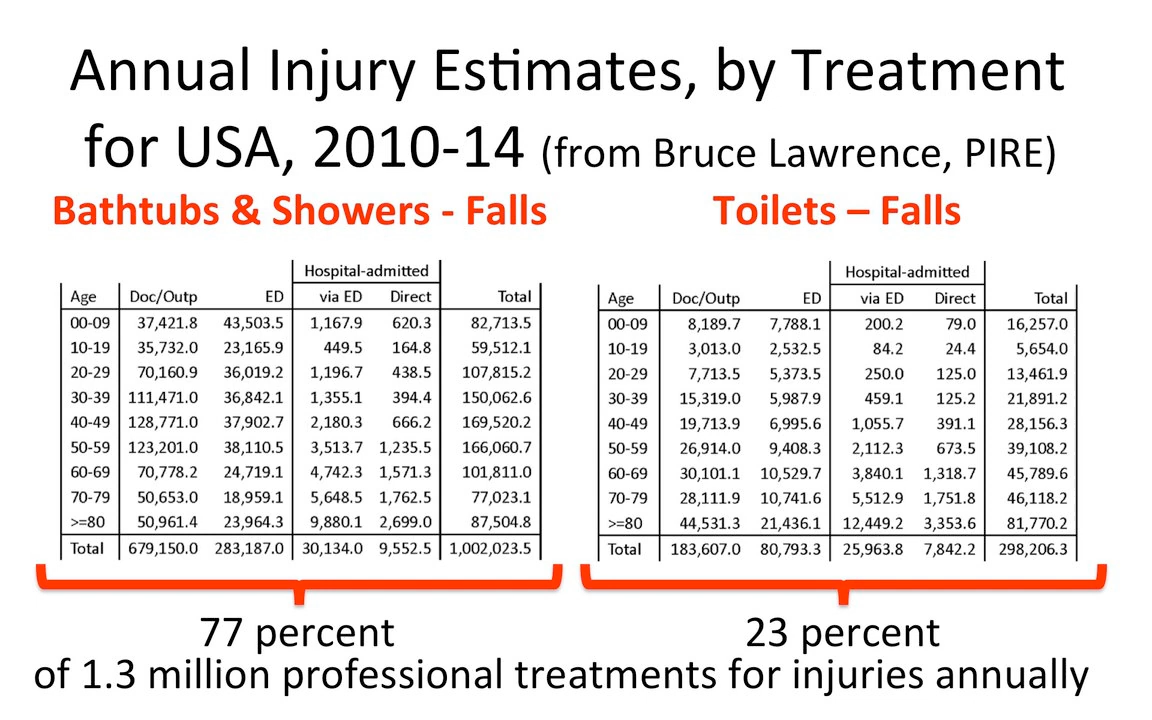 Annual Injury Estimates, by Treatment
for USA, 2010-14 (from Bruce Lawrence, PIRE)
Bathtubs & Showers - Falls
Hospital-admitted
Age Doc/Outp ED via ED Direct Total
00-09 37,421.8 43,503.5 1,167.9 620.3 82,713.5
10-19 35,732.0 23,165.9 449.5 164.8 59,512.1
20-29 70,160.9 36,019.2 1,196.7 438.5 107,815.2
30-39 111,471.0 36,842.1 1,355.1 394.4 150,062.6
40-49 128,771.0 37,902.7 2,180.3 666.2 169,520.2
50-59 123,201.0 38,110.5 3,513.7 1,235.5 166,060.7
60-69 70,778.2 24,719.1 4,742.3 1,571.3 101,811.0
70-79 50,653.0 18,959.1 5,648.5 1,762.5 77,023.1
>=80 50,961.4 23,964.3 9,880.1 2,699.0 87,504.8
Total 679,150.0 283,187.0 30,134.0 9,552.5 1,002,023.5
Toilets – Falls
Hospital-admitted
Age Doc/Outp ED via ED Direct Total
00-09 8,189.7 7,788.1 200.2 79.0 16,257.0
10-19 3,013.0 2,532.5 84.2 24.4 5,654.0
20-29 7,713.5 5,373.5 250.0 125.0 13,461.9
30-39 15,319.0 5,987.9 459.1 125.2 21,891.2
40-49 19,713.9 6,995.6 1,055.7 391.1 28,156.3
50-59 26,914.0 9,408.3 2,112.3 673.5 39,108.2
60-69 30,101.1 10,529.7 3,840.1 1,318.7 45,789.6
70-79 28,111.9 10,741.6 5,512.9 1,751.8 46,118.2
>=80 44,531.3 21,436.1 12,449.2 3,353.6 81,770.2
Total 183,607.0 80,793.3 25,963.8 7,842.2 298,206.3
77 percent 23 percent
of 1.3 million professional treatments for injuries annually